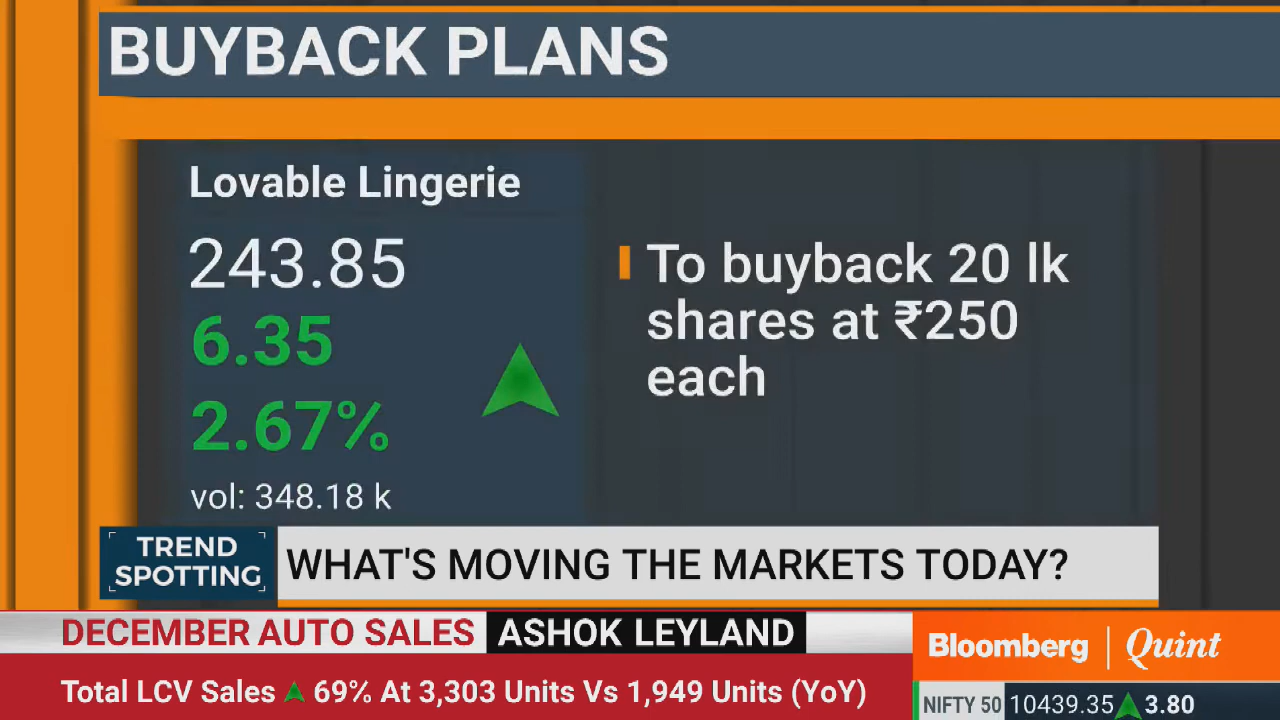 BUYBACK PLANS
Lovable Lingerie
243.85
6.35
2.67%
vol: 348.18 k
To buyback 20 lk
shares at ₹250
each
TREND
SPOTTING
WHAT'S MOVING THE MARKETS TODAY?
DECEMBER AUTO SALES
ASHOK LEYLAND
Total LCV Sales ▲ 69% At 3,303 Units Vs 1,949 Units (YoY)
Bloomberg | Quint
NIFTY 50 10439.35 ▲ 3.80